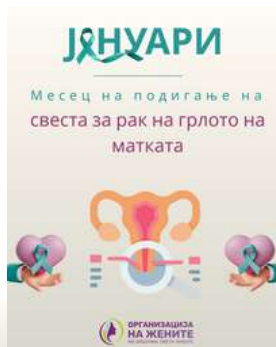 ЈАНУАРИ
Месец на подигање на
свеста за рак на грлото на
матката
ОРГАНИЗАЦИЈА
НА ЖЕНИТЕ